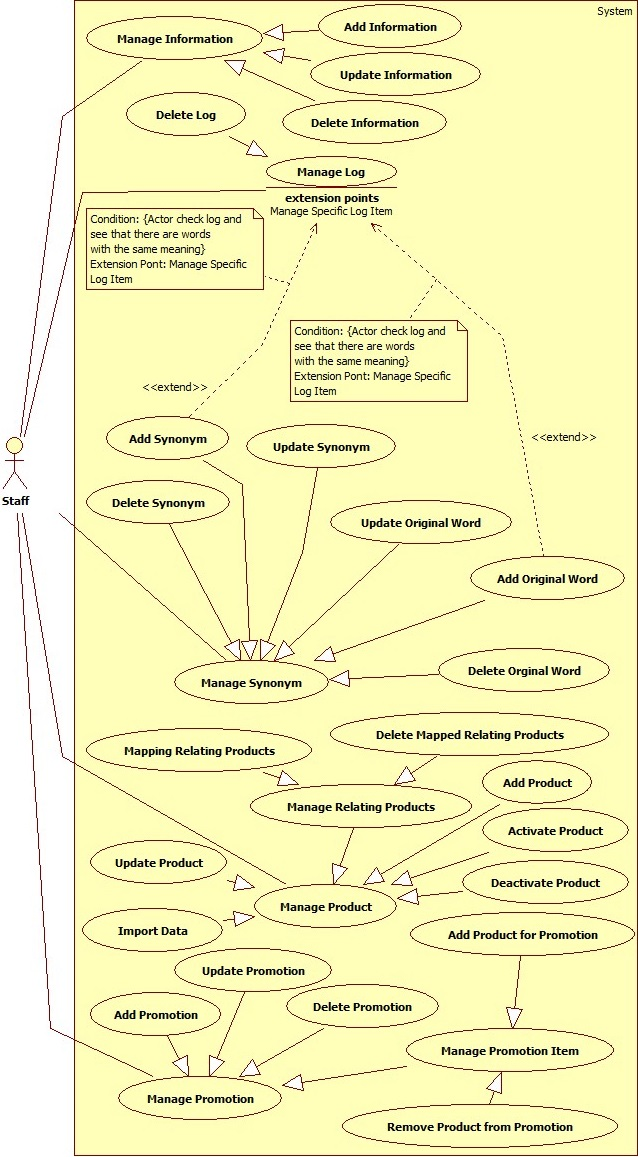 System
Add Information
Manage Information
Update Information
Delete Log
Delete Information
Manage Log
extension points
Manage Specific Log Item
Condition: {Actor check log and
see that there are words
with the same meaning}
Extension Pont: Manage Specific
Log Item
Condition: {Actor check log and
see that there are words
with the same meaning}
Extension Pont: Manage Specific
Log Item
<<extend>>
<<extend>>
Add Synonym
Update Synonym
Staff
Delete Synonym
Update Original Word
Add Original Word
Delete Orginal Word
Manage Synonym
Delete Mapped Relating Products
Mapping Relating Products
Add Product
Manage Relating Products
Activate Product
Update Product
Deactivate Product
Manage Product
Import Data
Add Product for Promotion
Update Promotion
Delete Promotion
Add Promotion
Manage Promotion Item
Manage Promotion
Remove Product from Promotion